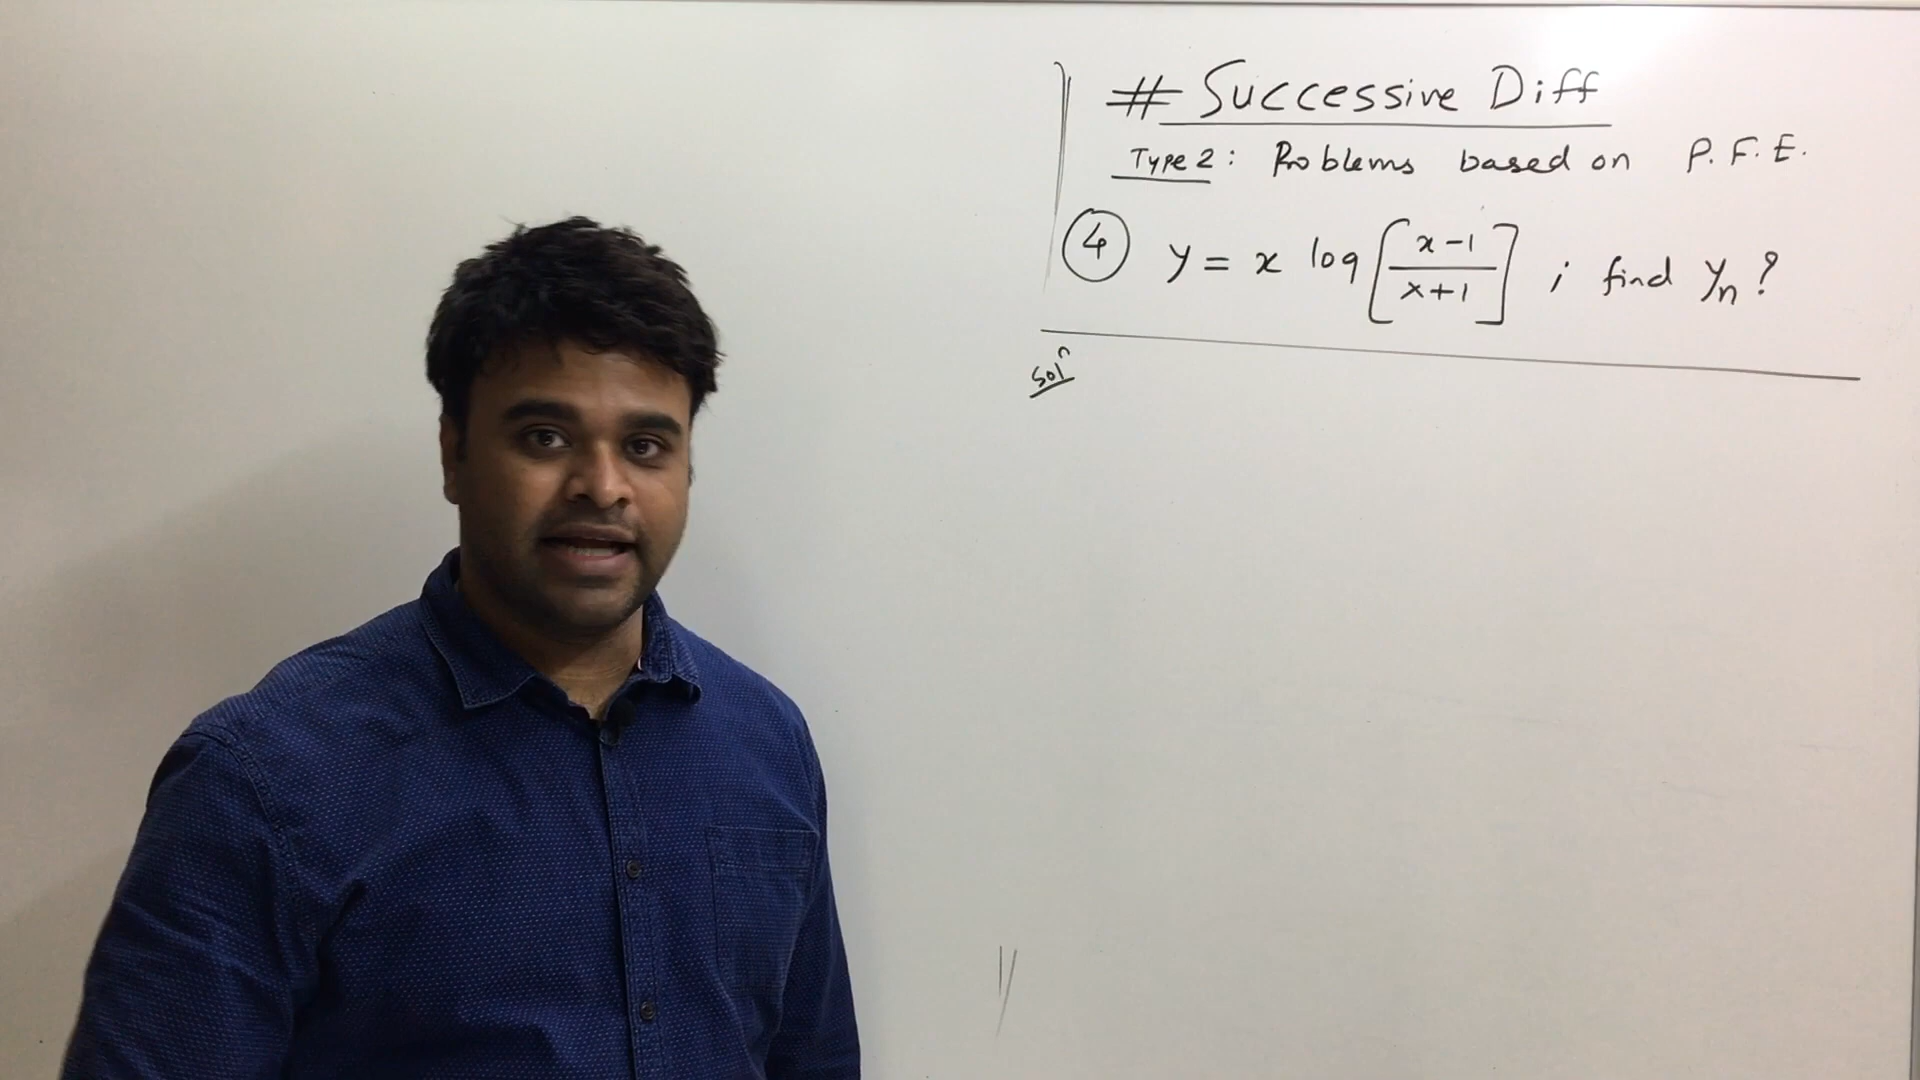 # Successive Diff
Type 2: Problems based on P.F.E.
④ y = x log[(x-1)/(x+1)] ; find yₙ?
Solⁿ